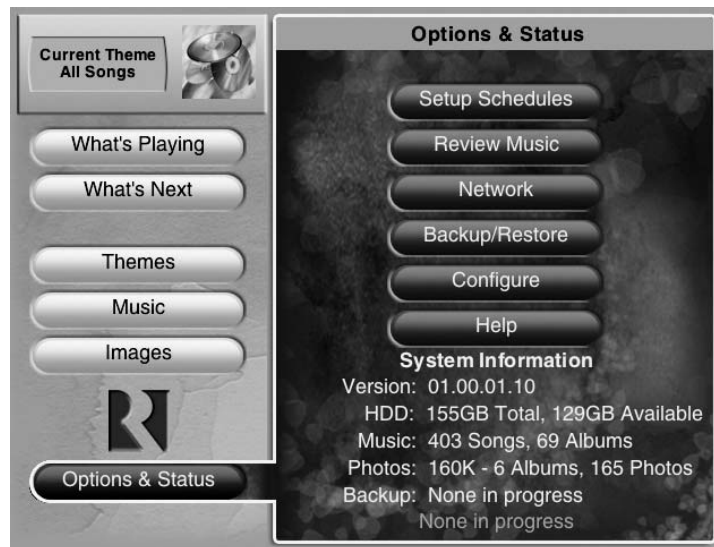 Current Theme
All Songs
What's Playing
What's Next
Themes
Music
Images
R
Options & Status
Options & Status
Setup Schedules
Review Music
Network
Backup/Restore
Configure
Help
System Information
Version: 01.00.01.10
HDD: 155GB Total, 129GB Available
Music: 403 Songs, 69 Albums
Photos: 160K - 6 Albums, 165 Photos
Backup: None in progress
None in progress